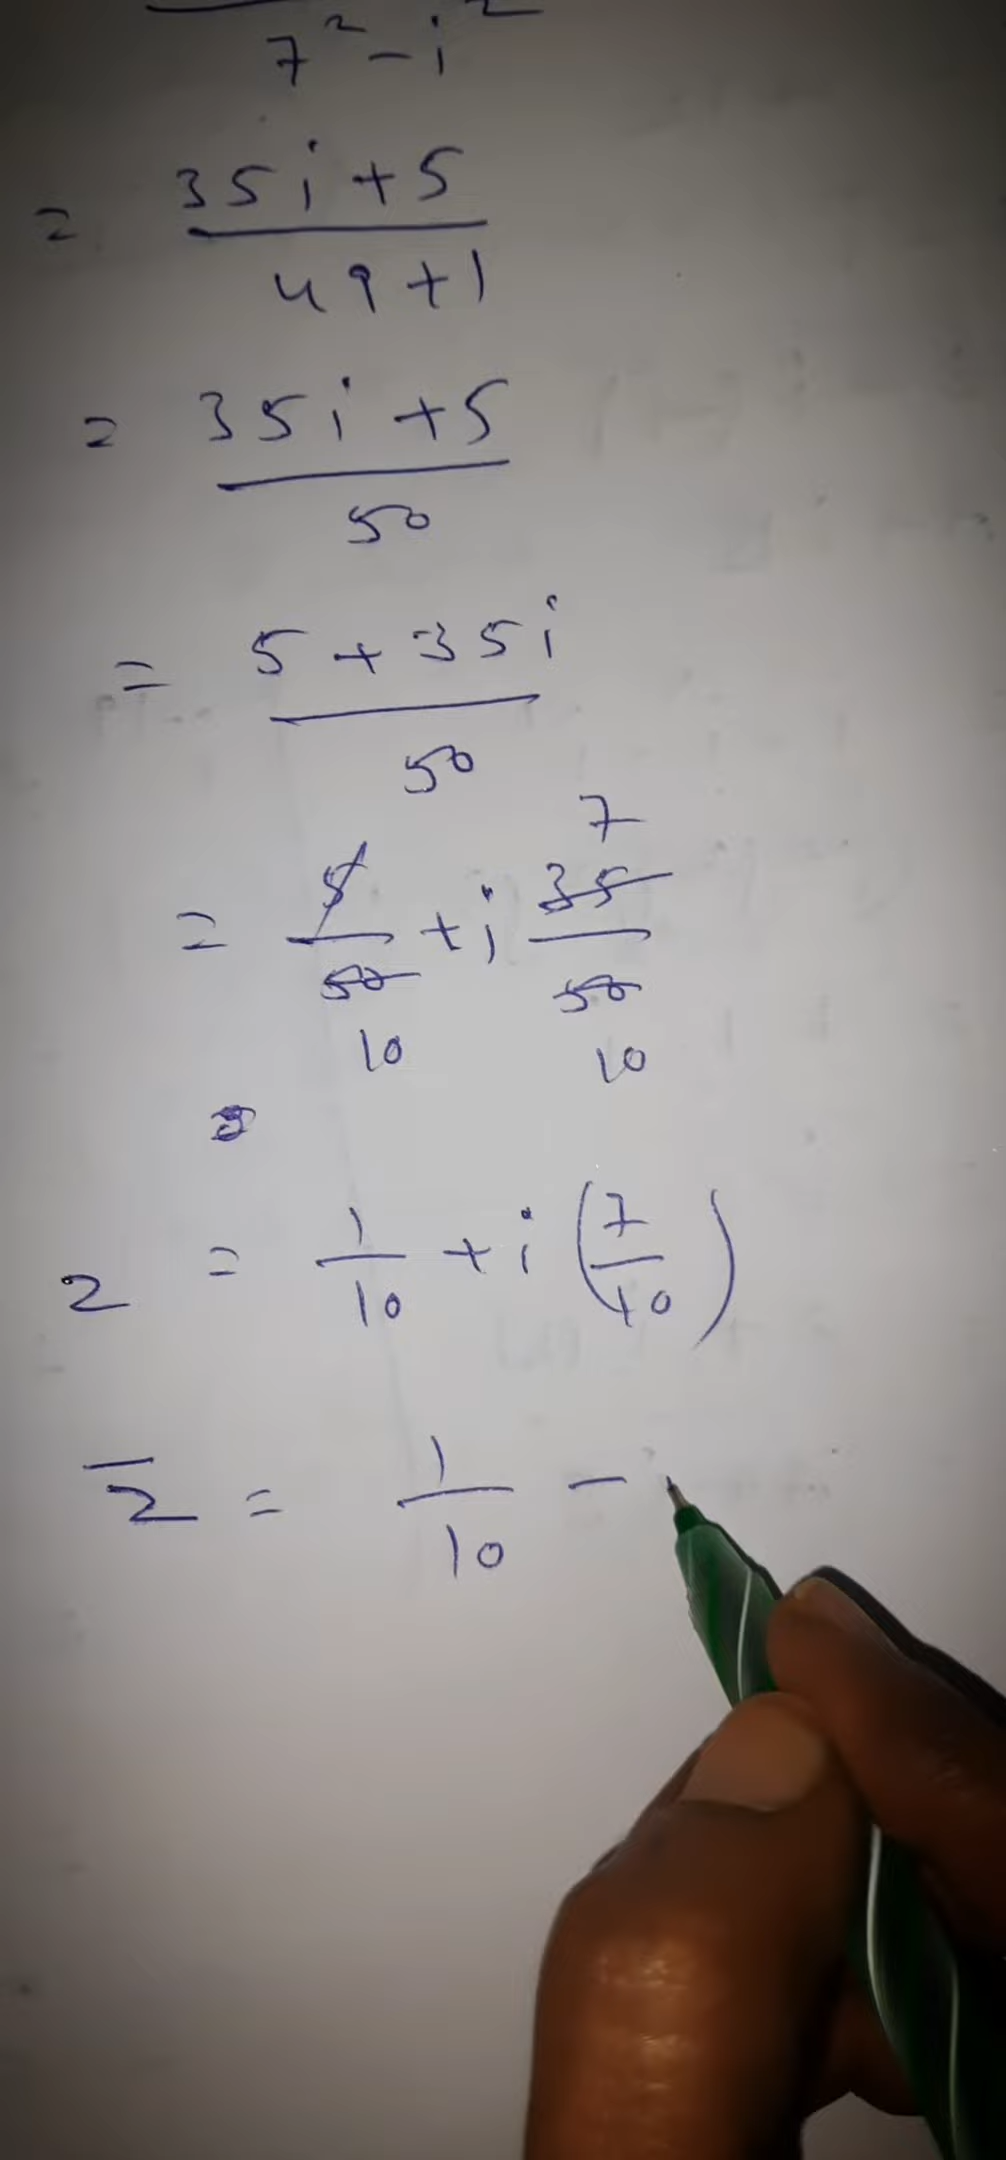 7² - i²
= 35i + 5 / 49 + 1
= 35i + 5 / 50
= 5 + 35i / 50
7
= 5/50 + i 35/50
10 10
z = 1/10 + i (7/10)
z̄ = 1/10 -